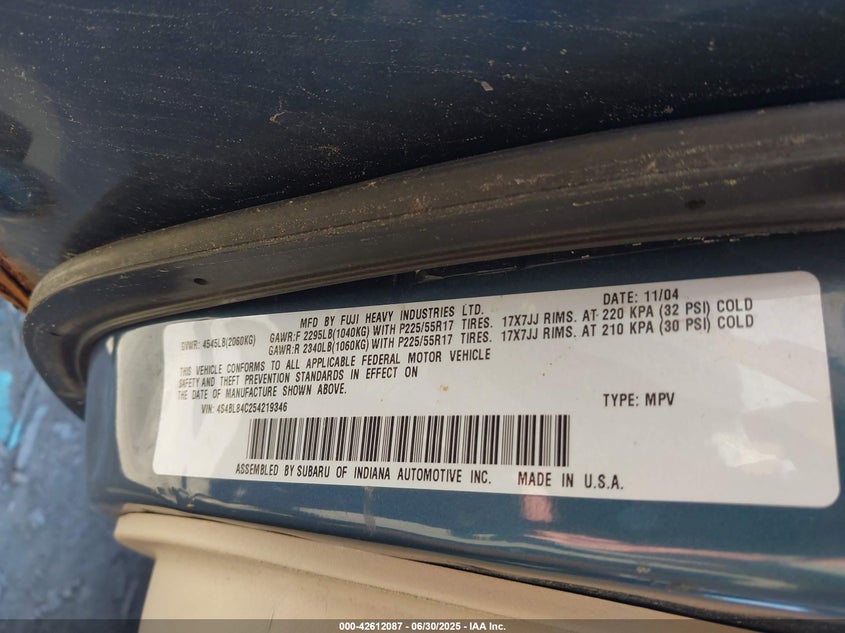 MFD BY FUJI HEAVY INDUSTRIES LTD. DATE: 11/04
GVWR: 4545LB(2060KG) GAWR:F 2295LB(1040KG) WITH P225/55R17 TIRES. 17X7JJ RIMS. AT 220 KPA (32 PSI) COLD
GAWR:R 2340LB(1060KG) WITH P225/55R17 TIRES. 17X7JJ RIMS. AT 210 KPA (30 PSI) COLD
THIS VEHICLE CONFORMS TO ALL APPLICABLE FEDERAL MOTOR VEHICLE
SAFETY AND THEFT PREVENTION STANDARDS IN EFFECT ON
THE DATE OF MANUFACTURE SHOWN ABOVE.
VIN: 4S4BL84C254219346 TYPE: MPV
ASSEMBLED BY SUBARU OF INDIANA AUTOMOTIVE INC. MADE IN U.S.A.
000-42612087 - 06/30/2025 - IAA Inc.